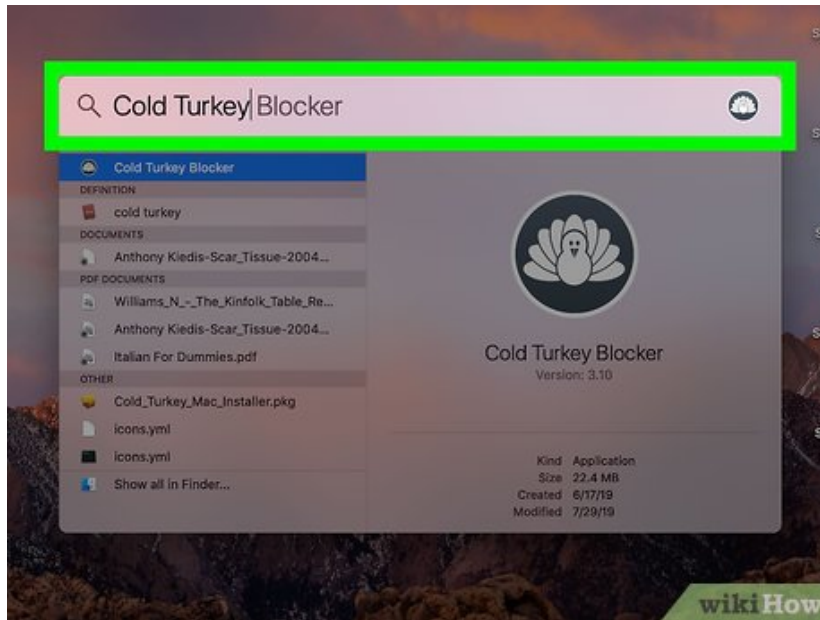 Cold Turkey Blocker
Cold Turkey Blocker
DEFINITION
cold turkey
DOCUMENTS
Anthony Kiedis-Scar_Tissue-2004...
PDF DOCUMENTS
Williams_N_-_The_Kinfolk_Table_Re...
Anthony Kiedis-Scar_Tissue-2004...
Italian For Dummies.pdf
OTHER
Cold_Turkey_Mac_Installer.pkg
icons.yml
icons.yml
Show all in Finder...
Cold Turkey Blocker
Version: 3.10
Kind Application
Size 22.4 MB
Created 6/17/19
Modified 7/29/19
wikiHow